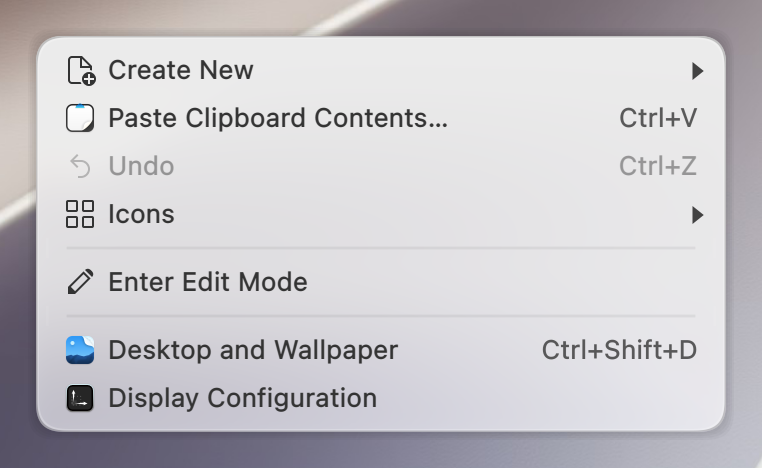 Create New
Paste Clipboard Contents... Ctrl+V
Undo Ctrl+Z
Icons
Enter Edit Mode
Desktop and Wallpaper Ctrl+Shift+D
Display Configuration